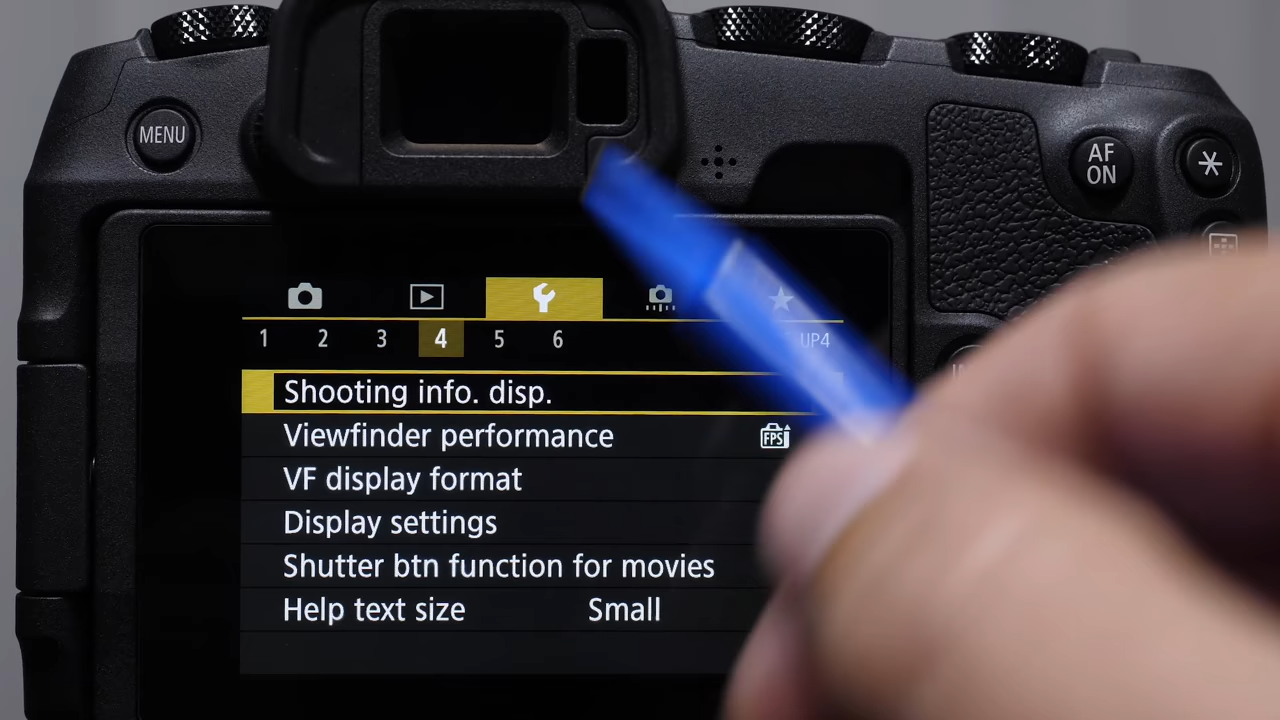 MENU
AF
ON
1 2 3 4 5 6 UP4
Shooting info. disp.
Viewfinder performance FPS
VF display format
Display settings
Shutter btn function for movies
Help text size Small